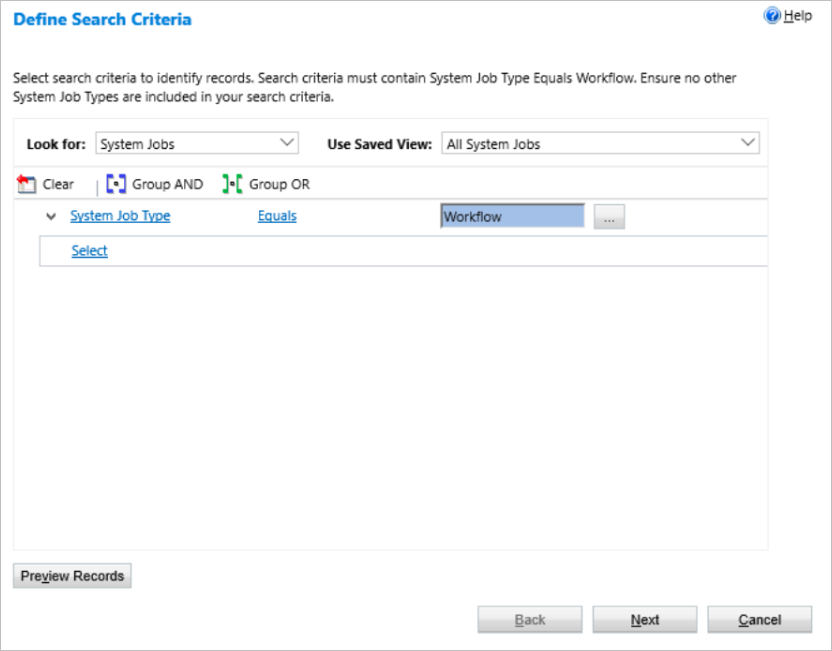 Define Search Criteria
Help
Select search criteria to identify records. Search criteria must contain System Job Type Equals Workflow. Ensure no other
System Job Types are included in your search criteria.
Look for: System Jobs Use Saved View: All System Jobs
Clear | Group AND Group OR
System Job Type Equals Workflow ...
Select
Preview Records
Back Next Cancel